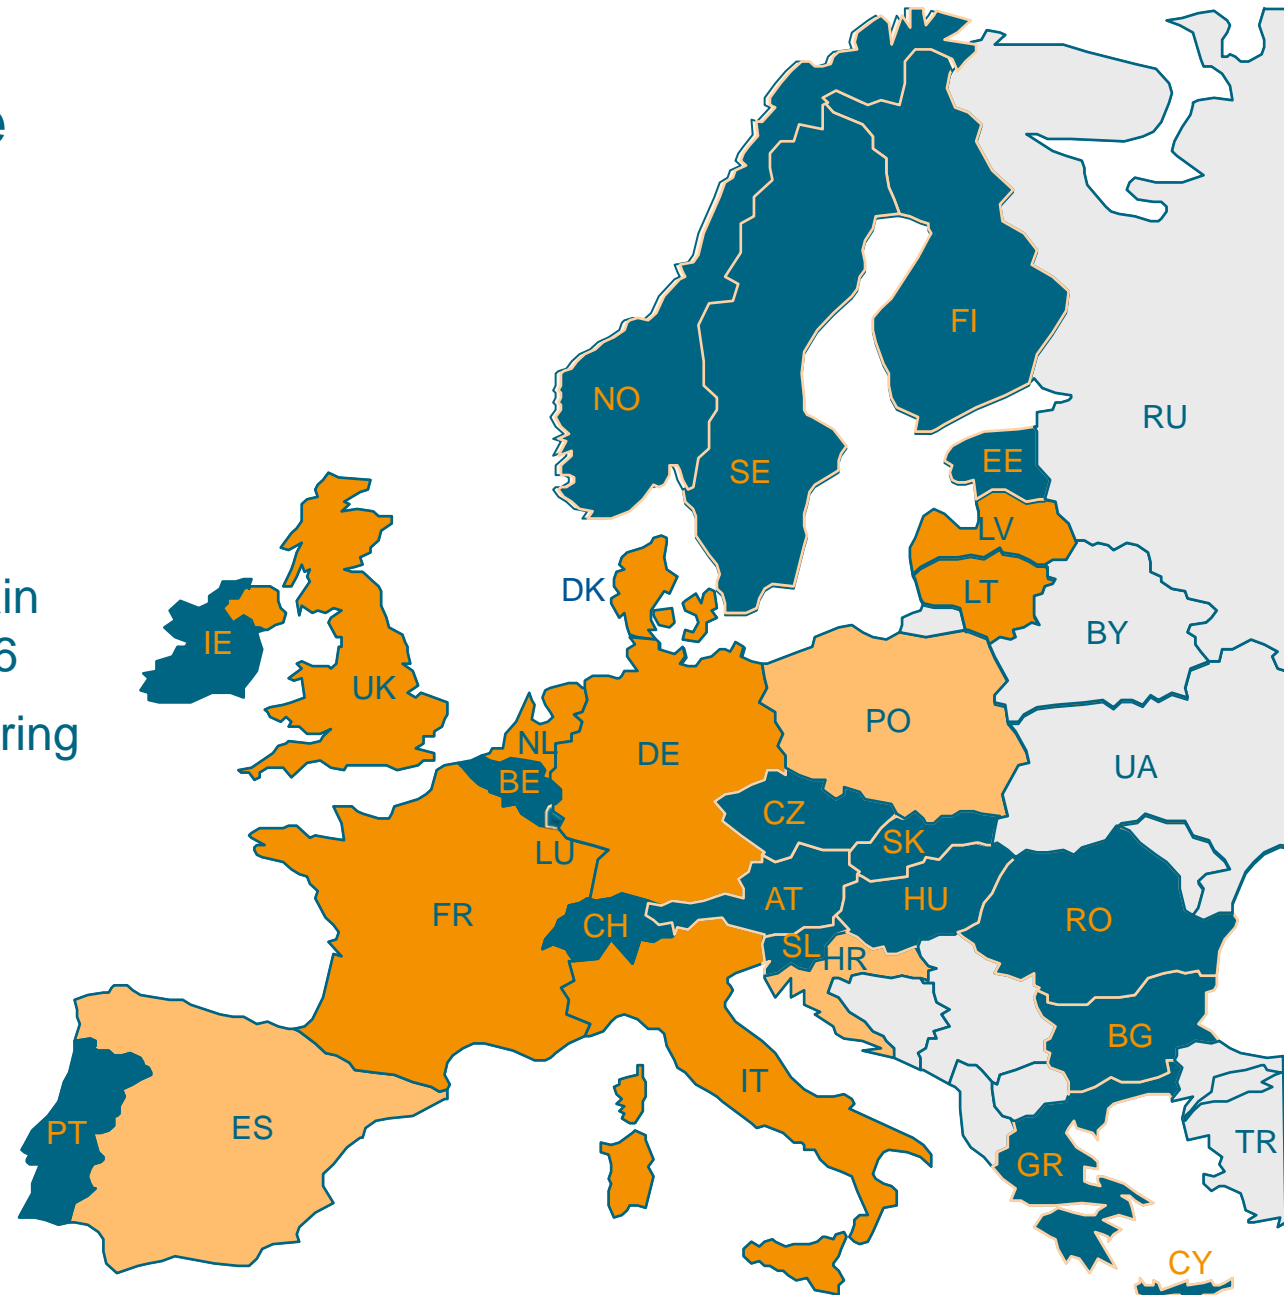 e
in
6
ring
FI
NO
RU
SE
EE
LV
DK
LT
IE
BY
UK
PO
NL
DE
UA
BE
CZ
SK
LU
AT
HU
FR
CH
RO
SL
HR
BG
IT
ES
PT
TR
GR
CY